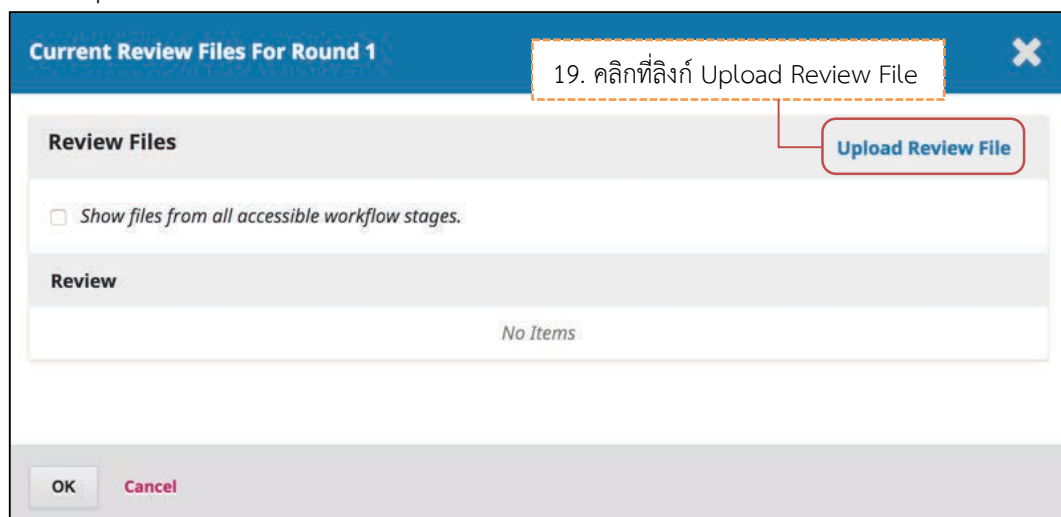 Current Review Files For Round 1
19. คลิกที่ลิงก์ Upload Review File
Review Files
Upload Review File
Show files from all accessible workflow stages.
Review
No Items
OK Cancel